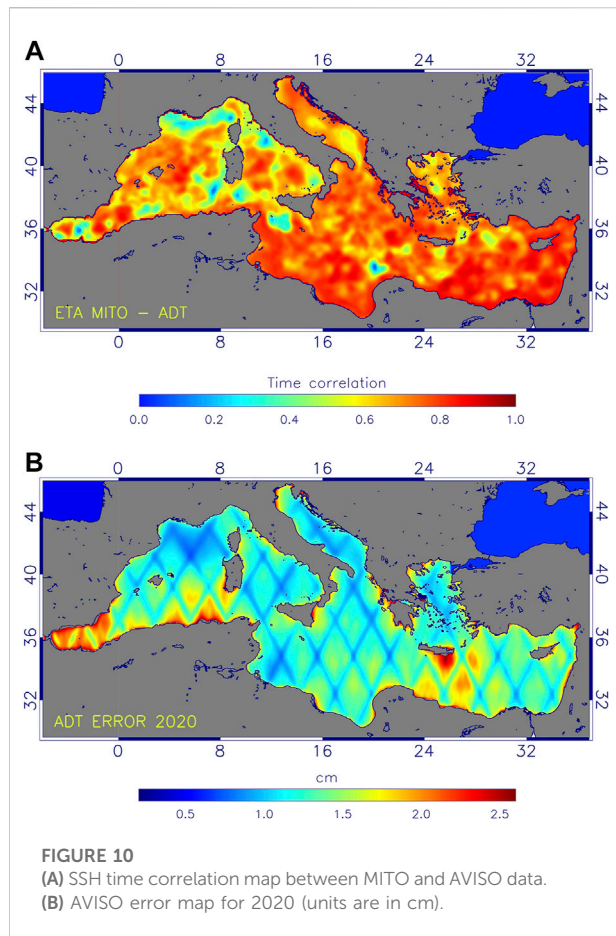 A
0 8 16 24 32
44 44
40 40
36 36
32 32
ETA MITO – ADT
0 8 16 24 32
Time correlation
0.0 0.2 0.4 0.6 0.8 1.0
B
0 8 16 24 32
44 44
40 40
36 36
32 32
ADT ERROR 2020
0 8 16 24 32
cm
0.5 1.0 1.5 2.0 2.5
FIGURE 10
(A) SSH time correlation map between MITO and AVISO data.
(B) AVISO error map for 2020 (units are in cm).